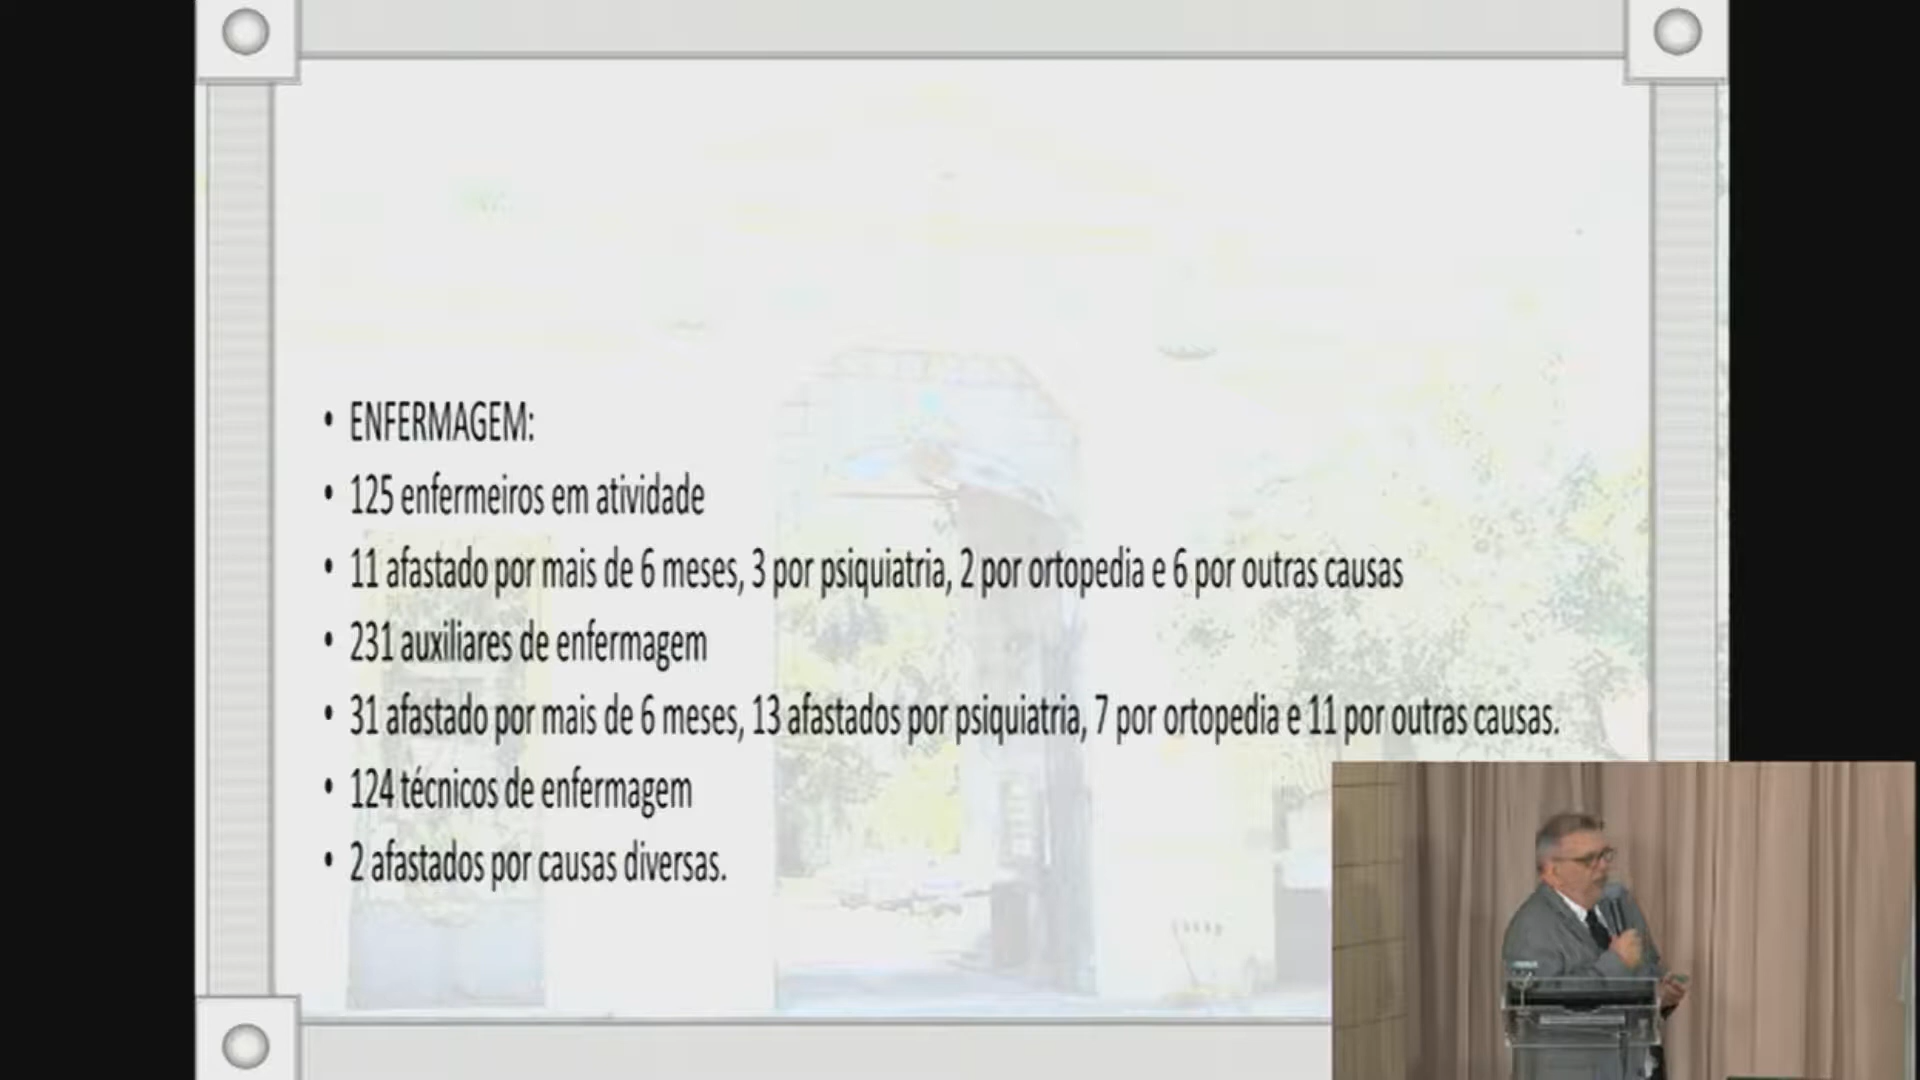 • ENFERMAGEM:
• 125 enfermeiros em atividade
• 11 afastado por mais de 6 meses, 3 por psiquiatria, 2 por ortopedia e 6 por outras causas
• 231 auxiliares de enfermagem
• 31 afastado por mais de 6 meses, 13 afastados por psiquiatria, 7 por ortopedia e 11 por outras causas.
• 124 técnicos de enfermagem
• 2 afastados por causas diversas.